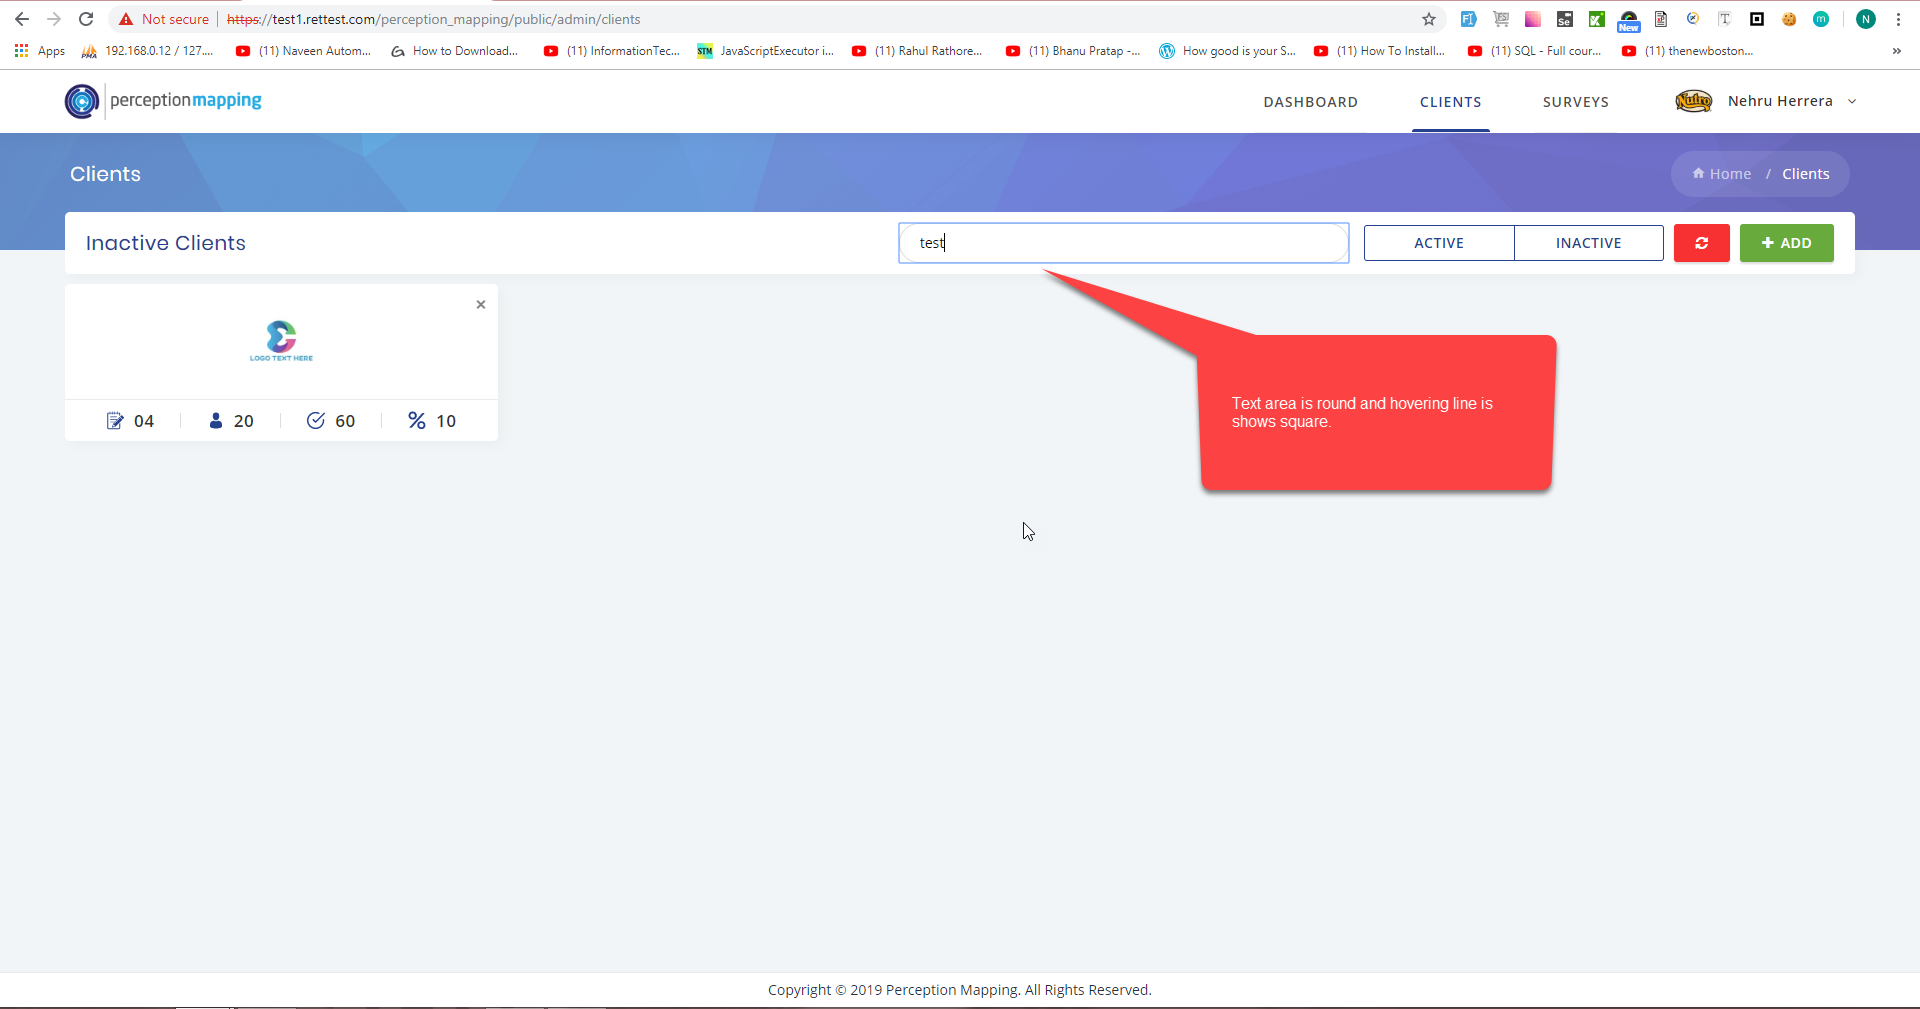 Not secure https://test1.rettest.com/perception_mapping/public/admin/clients
New
N
Apps 192.168.0.12 / 127.... (11) Naveen Autom... How to Download... (11) InformationTec... STM JavaScriptExecutor i... (11) Rahul Rathore... (11) Bhanu Pratap -... How good is your S... (11) How To Install... (11) SQL - Full cour... (11) thenewboston... »
perceptionmapping DASHBOARD CLIENTS SURVEYS Nutro Nehru Herrera
Clients Home / Clients
Inactive Clients test ACTIVE INACTIVE ADD
LOGO TEXT HERE
04 20 60 10
Text area is round and hovering line is
shows square.
Copyright © 2019 Perception Mapping. All Rights Reserved.